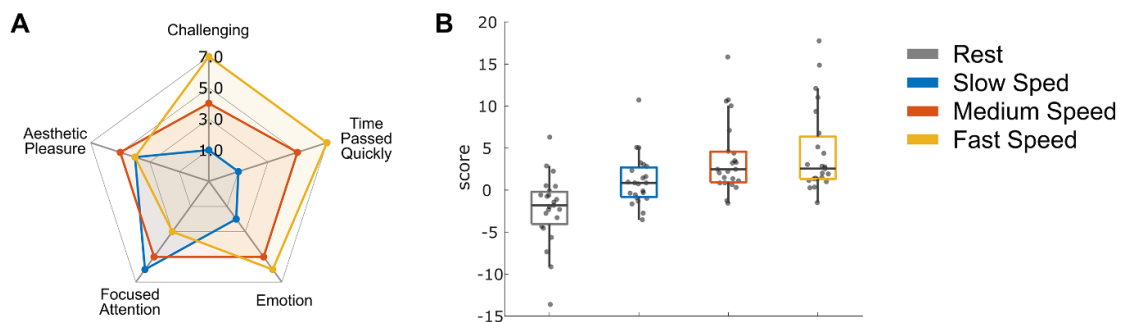 A
Challenging
7.0
5.0
3.0
1.0
Time
Passed
Quickly
Aesthetic
Pleasure
Focused
Attention
Emotion
B
score
20
15
10
5
0
-5
-10
-15
Rest
Slow Sped
Medium Speed
Fast Speed